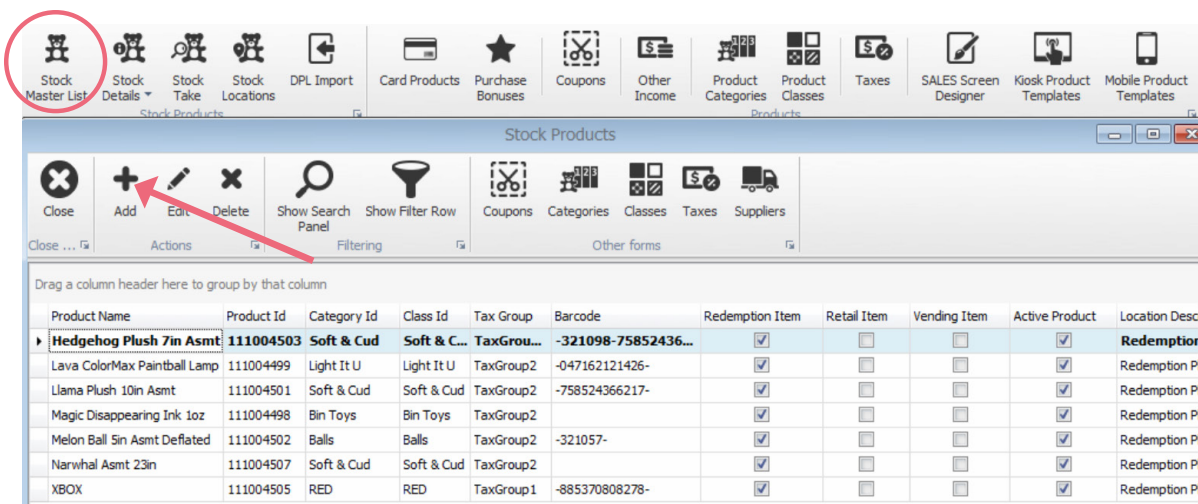 Stock Master List Stock Details Stock Take Stock Locations DPL Import Card Products Purchase Bonuses Coupons Other Income Product Categories Product Classes Taxes SALES Screen Designer Kiosk Product Templates Mobile Product Templates
Stock Products Products
Stock Products
Close Add Edit Delete Show Search Panel Show Filter Row Coupons Categories Classes Taxes Suppliers
Close ... Actions Filtering Other forms
Drag a column header here to group by that column
Product Name Product Id Category Id Class Id Tax Group Barcode Redemption Item Retail Item Vending Item Active Product Location Desc
Hedgehog Plush 7in Asmt 111004503 Soft & Cud Soft & C... TaxGrou... -321098-75852436... Redemption
Lava ColorMax Paintball Lamp 111004499 Light It U Light It U TaxGroup2 -047162121426- Redemption P
Llama Plush 10in Asmt 111004501 Soft & Cud Soft & Cud TaxGroup2 -758524366217- Redemption P
Magic Disappearing Ink 1oz 111004498 Bin Toys Bin Toys TaxGroup2 Redemption P
Melon Ball 5in Asmt Deflated 111004502 Balls Balls TaxGroup2 -321057- Redemption P
Narwhal Asmt 23in 111004507 Soft & Cud Soft & Cud TaxGroup2 Redemption P
XBOX 111004505 RED RED TaxGroup1 -885370808278- Redemption P